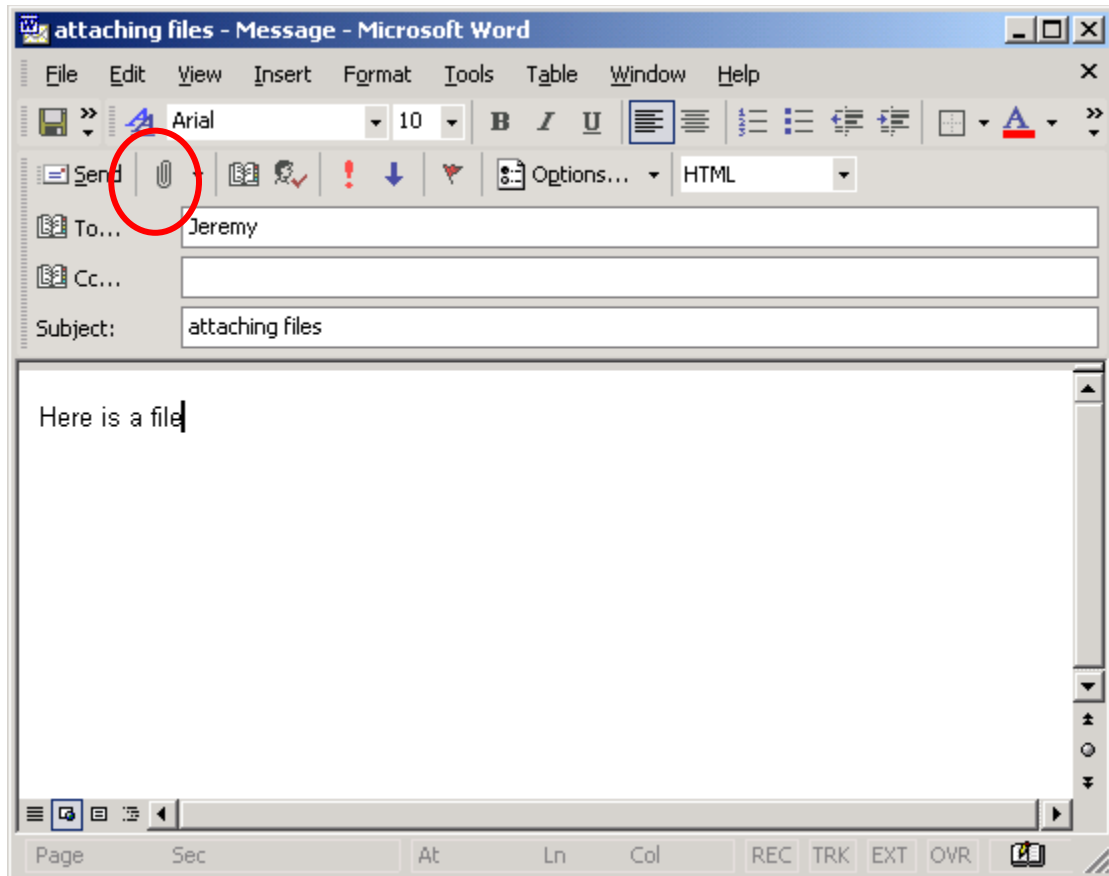 attaching files - Message - Microsoft Word
File Edit View Insert Format Tools Table Window Help
Arial 10 B I U A
Send Options... HTML
To... Jeremy
Cc...
Subject: attaching files
Here is a file
Page Sec At Ln Col REC TRK EXT OVR